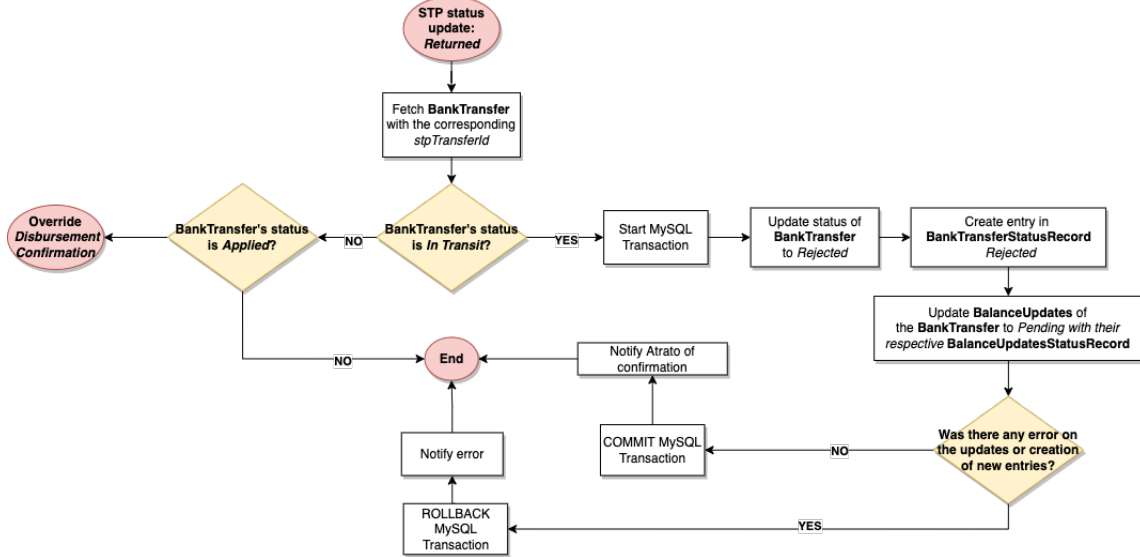 STP status
update:
Returned
Fetch BankTransfer
with the corresponding
stpTransferId
Override
Disbursement
Confirmation
BankTransfer's status
is Applied?
NO
BankTransfer's status
is In Transit?
YES
Start MySQL
Transaction
Update status of
BankTransfer
to Rejected
Create entry in
BankTransferStatusRecord
Rejected
Update BalanceUpdates of
the BankTransfer to Pending with their
respective BalanceUpdatesStatusRecord
NO
End
Notify Atrato of
confirmation
Notify error
COMMIT MySQL
Transaction
NO
Was there any error on
the updates or creation
of new entries?
ROLLBACK
MySQL
Transaction
YES